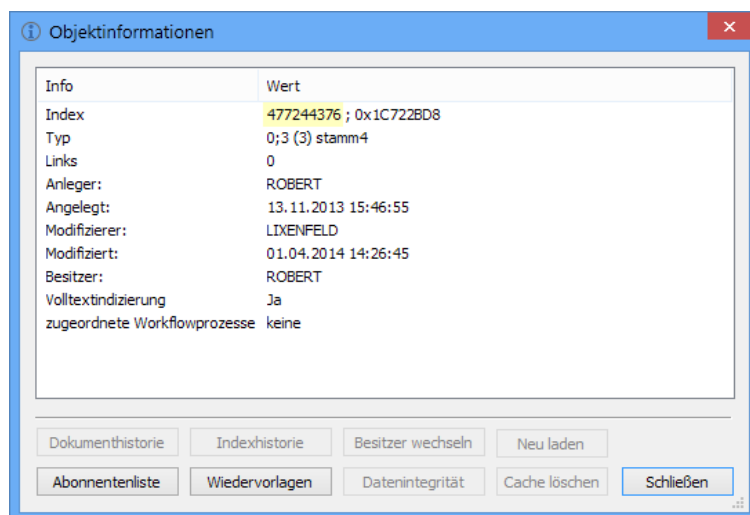 Objektinformationen
Info Wert
Index 477244376 ; 0x1C722BD8
Typ 0;3 (3) stamm4
Links 0
Anleger: ROBERT
Angelegt: 13.11.2013 15:46:55
Modifizierer: LIXENFELD
Modifiziert: 01.04.2014 14:26:45
Besitzer: ROBERT
Volltextindizierung Ja
zugeordnete Workflowprozesse keine
Dokumenthistorie Indexhistorie Besitzer wechseln Neu laden
Abonnentenliste Wiedervorlagen Datenintegrität Cache löschen Schließen